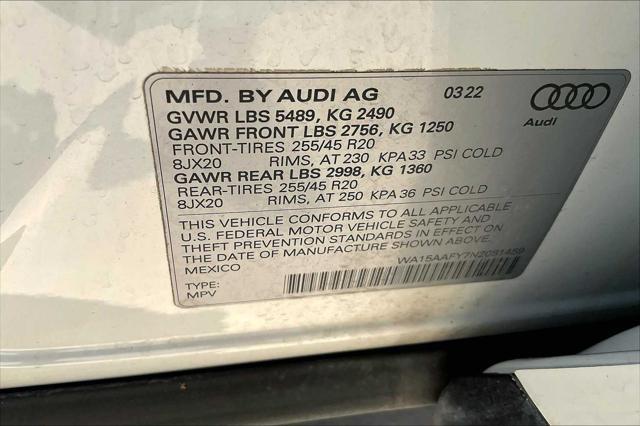 MFD. BY AUDI AG 03 22
GVWR LBS 5489, KG 2490
GAWR FRONT LBS 2756, KG 1250
FRONT-TIRES 255/45 R20
8JX20 RIMS, AT 230 KPA 33 PSI COLD
GAWR REAR LBS 2998, KG 1360
REAR-TIRES 255/45 R20
8JX20 RIMS, AT 250 KPA 36 PSI COLD
Audi
THIS VEHICLE CONFORMS TO ALL APPLICABLE
U.S. FEDERAL MOTOR VEHICLE SAFETY AND
THEFT PREVENTION STANDARDS IN EFFECT ON
THE DATE OF MANUFACTURE SHOWN ABOVE.
MEXICO
WA15AAFY7N2081489
TYPE:
MPV